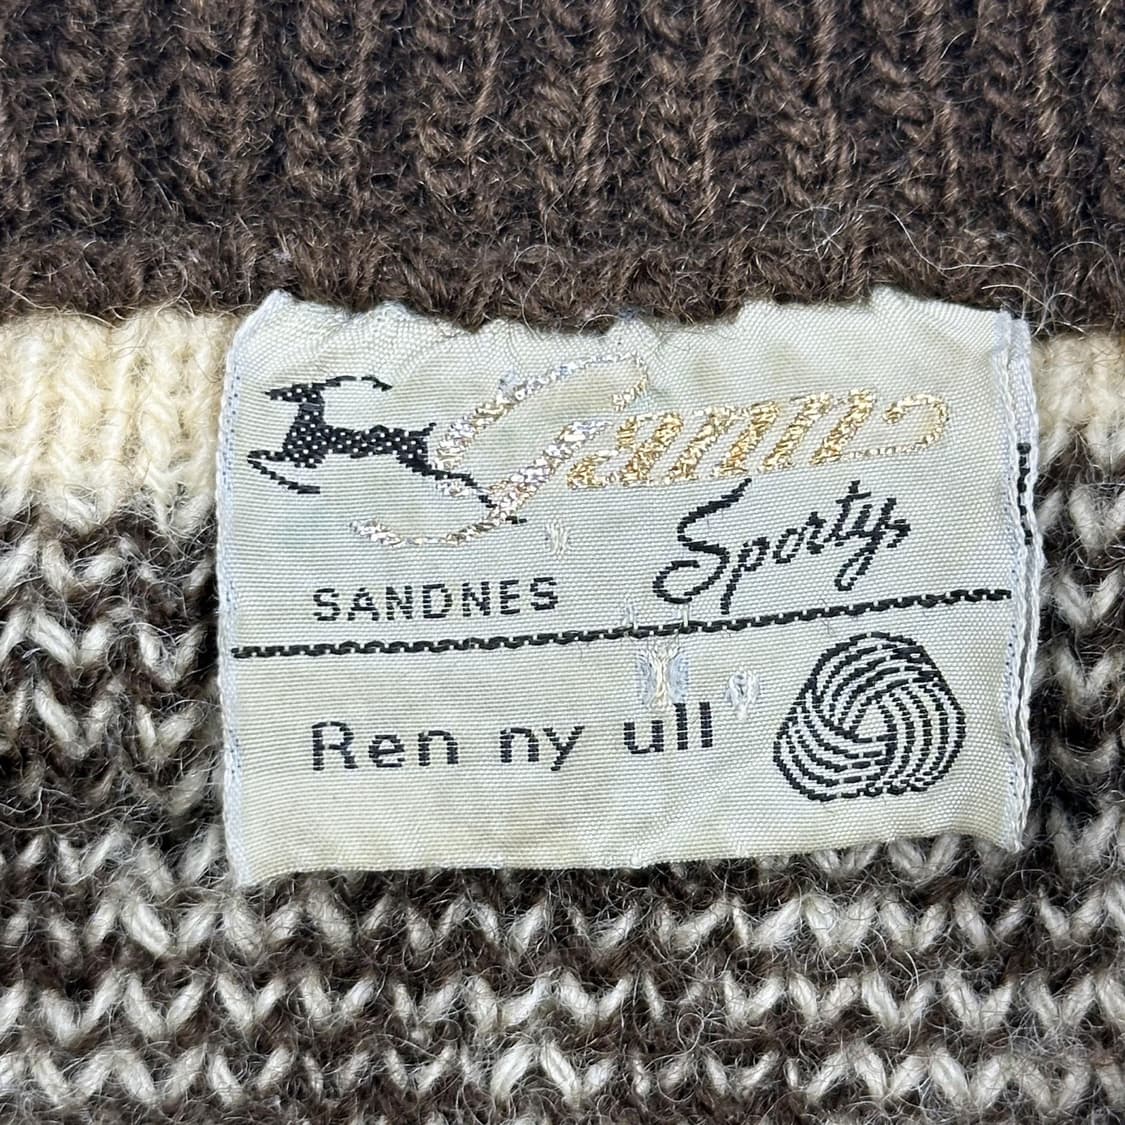 Gann
Sporty
SANDNES
Ren ny ull